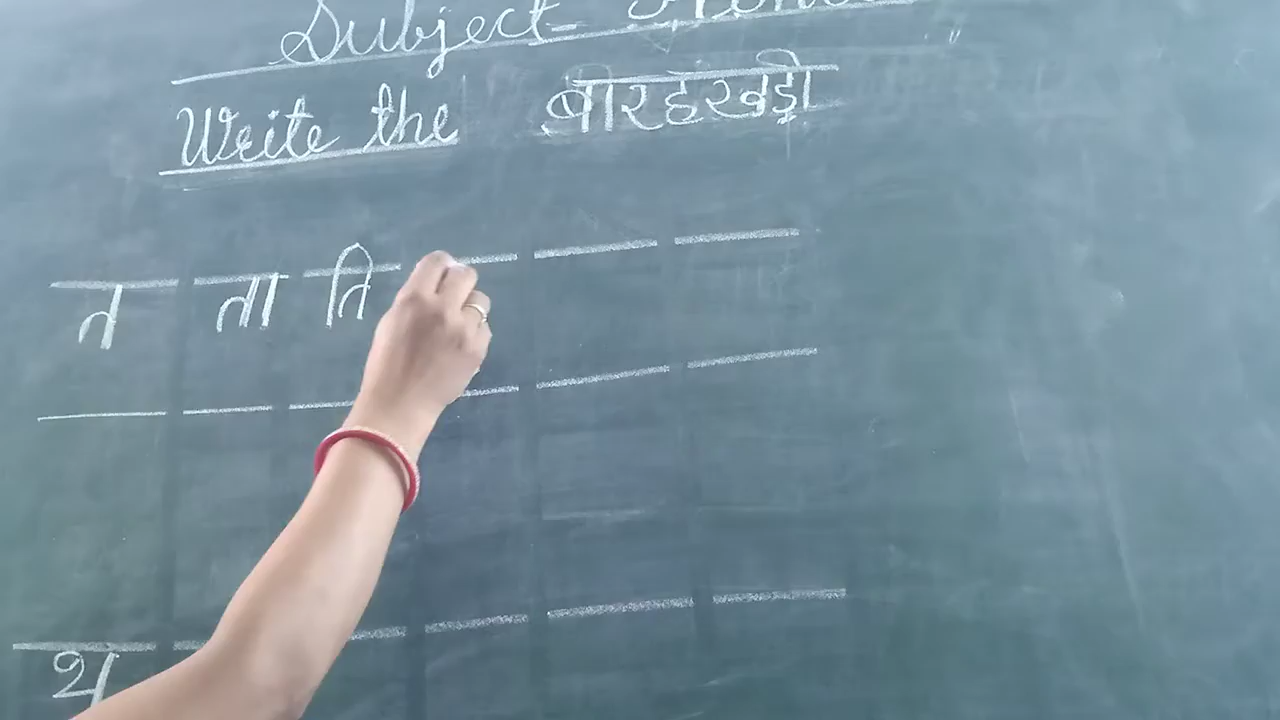 Subject -
Write the बारहखड़ी
त ता ति
थ